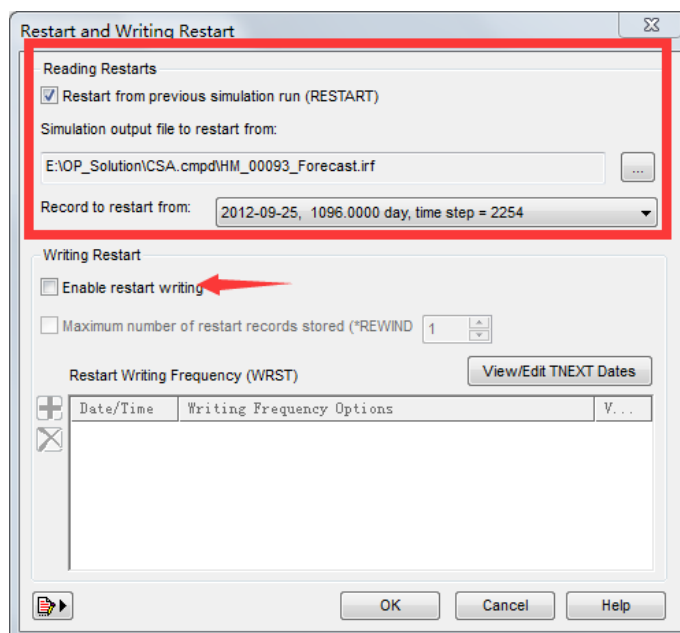 Restart and Writing Restart
Reading Restarts
Restart from previous simulation run (RESTART)
Simulation output file to restart from:
E:\OP_Solution\CSA.cmpd\HM_00093_Forecast.irf
...
Record to restart from:
2012-09-25, 1096.0000 day, time step = 2254
Writing Restart
Enable restart writing
Maximum number of restart records stored (*REWIND
1
Restart Writing Frequency (WRST)
View/Edit TNEXT Dates
Date/Time
Writing Frequency Options
V...
OK
Cancel
Help